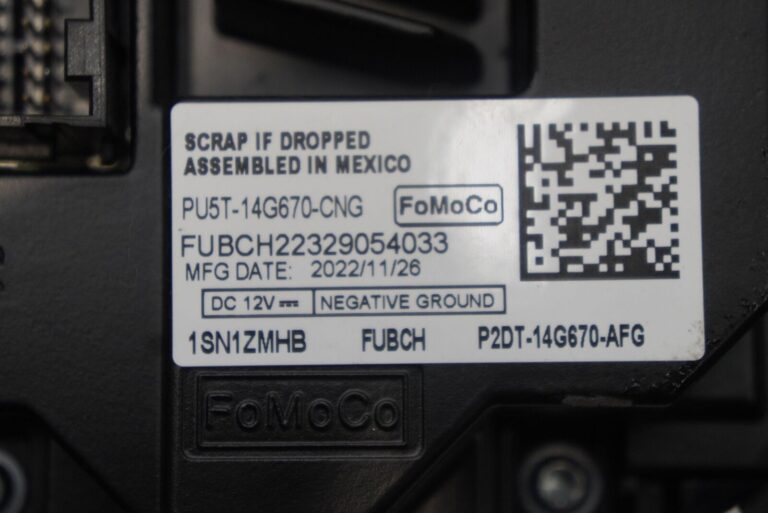 SCRAP IF DROPPED
ASSEMBLED IN MEXICO
PU5T-14G670-CNG FoMoCo
FUBCH22329054033
MFG DATE: 2022/11/26
DC 12V NEGATIVE GROUND
1SN1ZMHB FUBCH P2DT-14G670-AFG
FoMoCo